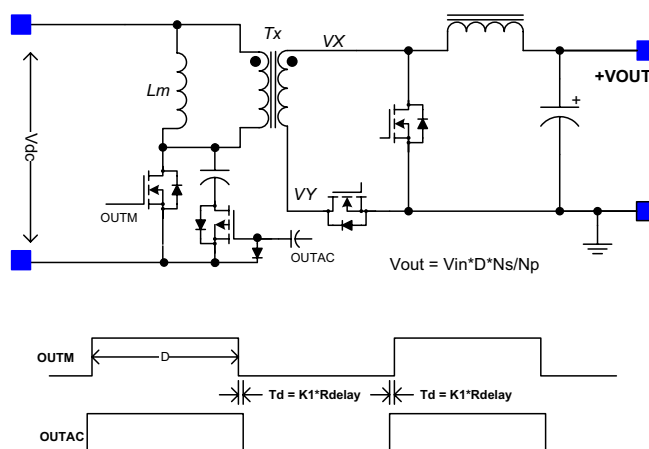 Tx
VX
+VOUT
Lm
+
Vdc
OUTM
VY
OUTAC
Vout = Vin*D*Ns/Np
OUTM
D
Td = K1*Rdelay
Td = K1*Rdelay
OUTAC